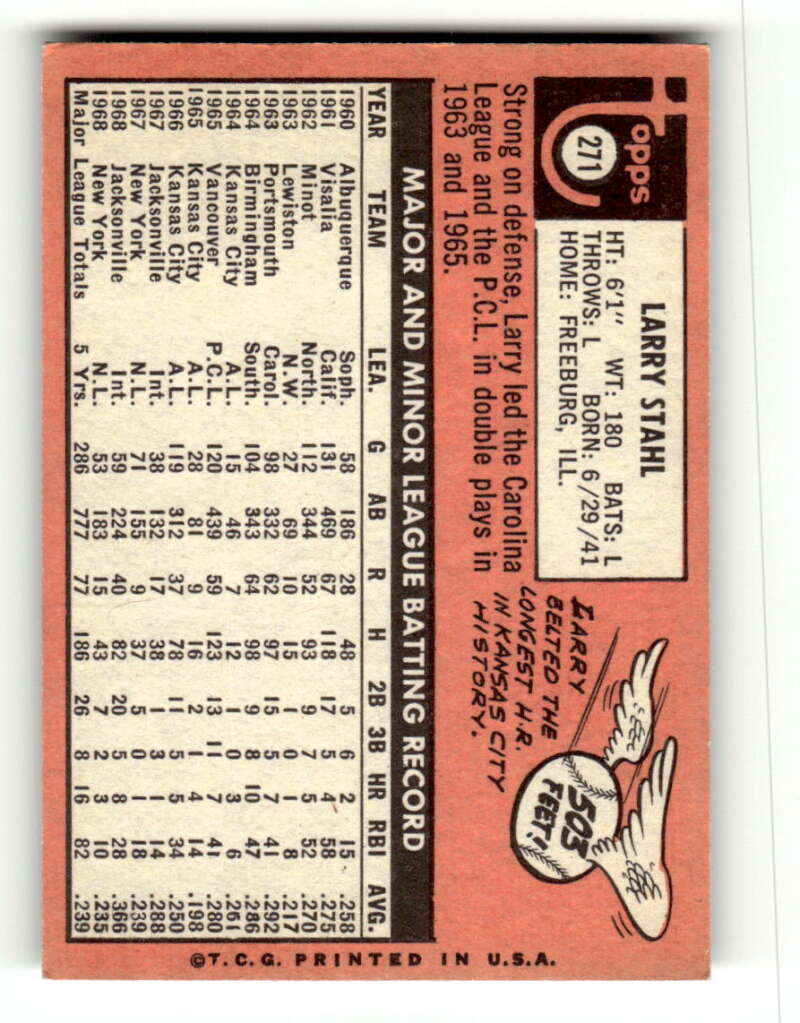 Topps
271
LARRY STAHL
HT: 6'1" WT: 180 BATS: L
THROWS: L BORN: 6/29/41
HOME: FREEBURG, ILL.
Strong on defense, Larry led the Carolina
League and the P.C.L. in double plays in
1963 and 1965.
LARRY
BELTED THE
LONGEST H.R.
IN KANSAS CITY
HISTORY.
503
FEET!
MAJOR AND MINOR LEAGUE BATTING RECORD
YEAR TEAM LEA. G AB R H 2B 3B HR RBI AVG.
1960 Albuquerque Soph. 58 186 28 48 5 6 2 15 .258
1961 Visalia Calif. 131 469 67 118 17 5 4 58 .275
1962 Minot North. 112 344 52 93 9 7 5 52 .270
1963 Lewiston N.W. 27 69 10 15 1 0 1 8 .217
1963 Portsmouth Carol. 98 332 62 97 15 5 7 41 .292
1964 Birmingham South. 104 343 64 98 9 8 10 47 .286
1964 Kansas City A.L. 15 46 7 12 1 0 3 6 .261
1965 Vancouver P.C.L. 120 439 59 123 13 11 7 41 .280
1965 Kansas City A.L. 28 81 9 16 2 1 4 14 .198
1966 Kansas City A.L. 119 312 37 78 11 5 5 34 .250
1967 Jacksonville Int. 38 132 17 38 1 3 1 14 .288
1967 New York N.L. 71 155 9 37 5 0 1 18 .239
1968 Jacksonville Int. 59 224 40 82 20 5 8 28 .366
1968 New York N.L. 53 183 15 43 7 2 3 10 .235
Major League Totals 5 Yrs. 286 777 77 186 26 8 16 82 .239
©T.C.G. PRINTED IN U.S.A.